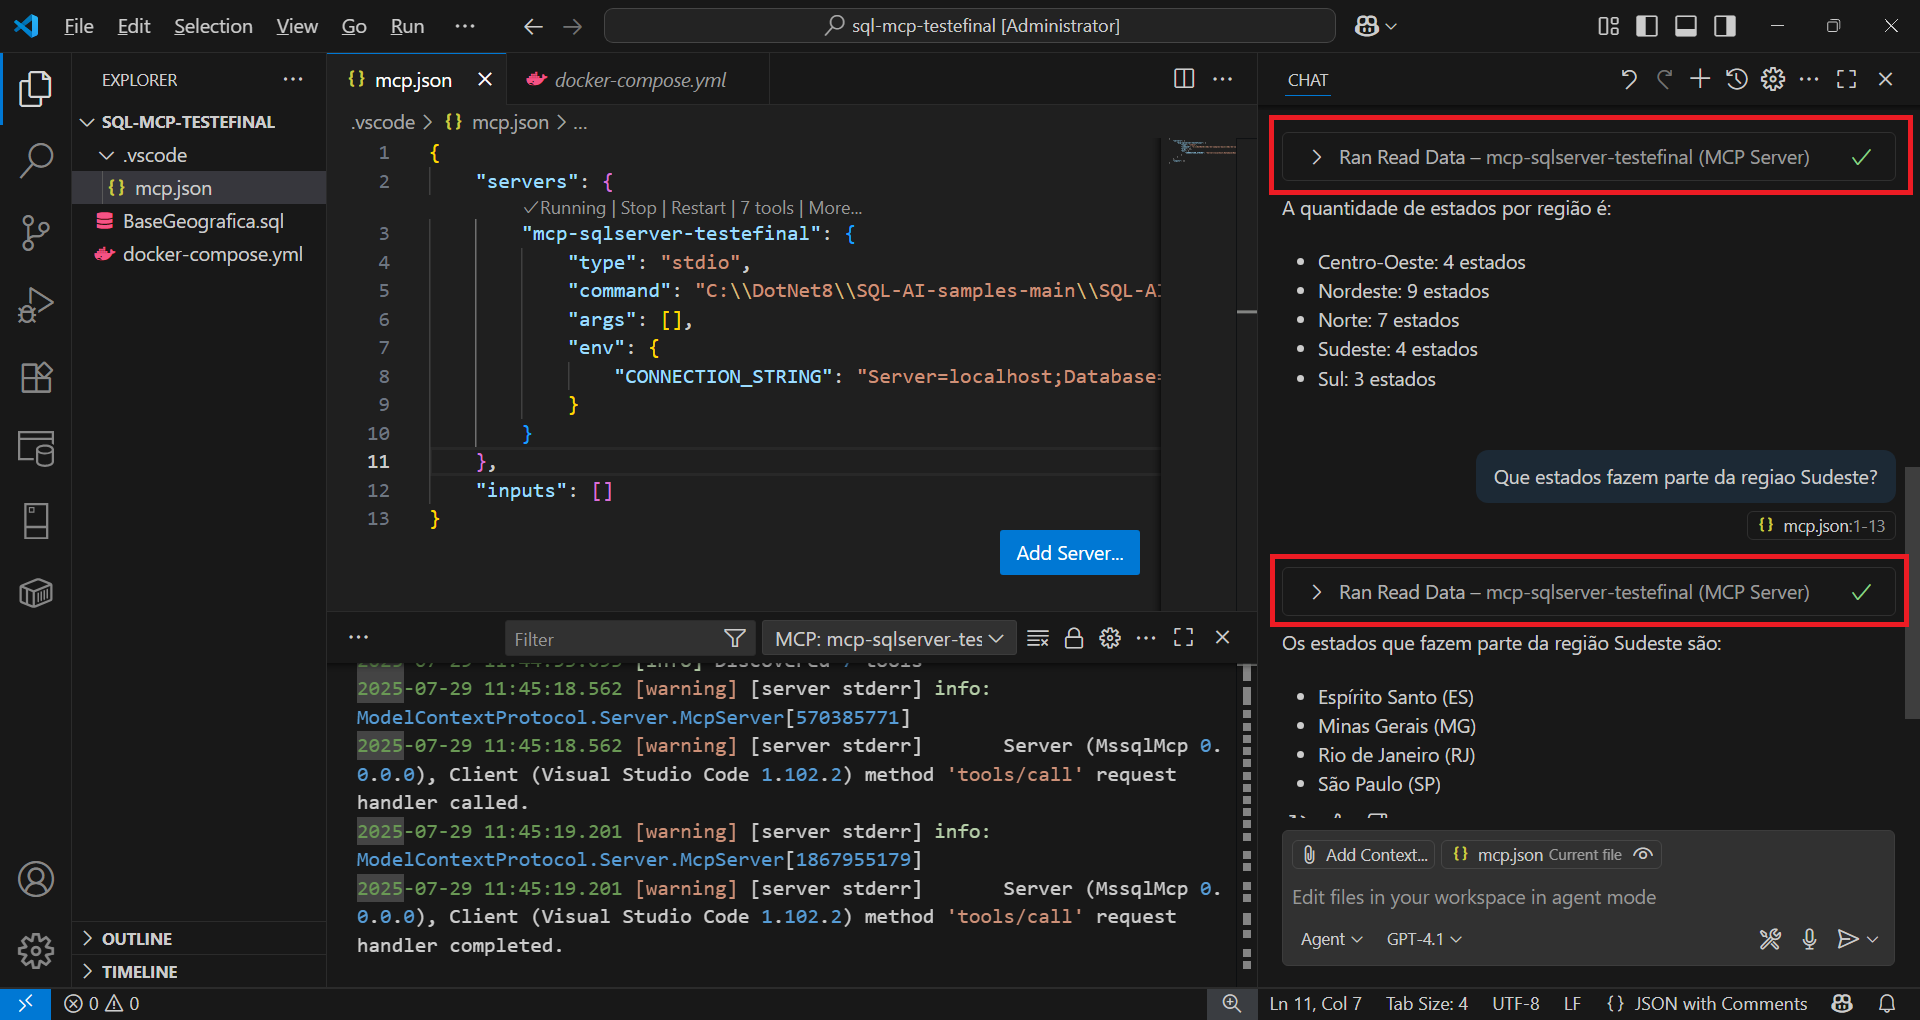 File Edit Selection View Go Run ...
sql-mcp-testefinal [Administrator]
EXPLORER
SQL-MCP-TESTEFINAL
.vscode
{} mcp.json
BaseGeografica.sql
docker-compose.yml
OUTLINE
TIMELINE
{} mcp.json
docker-compose.yml
.vscode > {} mcp.json > ...
1 {
2 "servers": {
✓Running | Stop | Restart | 7 tools | More...
3 "mcp-sqlserver-testefinal": {
4 "type": "stdio",
5 "command": "C:\\DotNet8\\SQL-AI-samples-main\\SQL-AI
6 "args": [],
7 "env": {
8 "CONNECTION_STRING": "Server=localhost;Database=
9 }
10 }
11 },
12 "inputs": []
13 }
Add Server...
Filter
MCP: mcp-sqlserver-tes
[info] Discovered 7 tools
2025-07-29 11:45:18.562 [warning] [server stderr] info:
ModelContextProtocol.Server.McpServer[570385771]
2025-07-29 11:45:18.562 [warning] [server stderr] Server (MssqlMcp 0.
0.0.0), Client (Visual Studio Code 1.102.2) method 'tools/call' request
handler called.
2025-07-29 11:45:19.201 [warning] [server stderr] info:
ModelContextProtocol.Server.McpServer[1867955179]
2025-07-29 11:45:19.201 [warning] [server stderr] Server (MssqlMcp 0.
0.0.0), Client (Visual Studio Code 1.102.2) method 'tools/call' request
handler completed.
CHAT
Ran Read Data – mcp-sqlserver-testefinal (MCP Server)
A quantidade de estados por região é:
• Centro-Oeste: 4 estados
• Nordeste: 9 estados
• Norte: 7 estados
• Sudeste: 4 estados
• Sul: 3 estados
Que estados fazem parte da regiao Sudeste?
{} mcp.json:1-13
Ran Read Data – mcp-sqlserver-testefinal (MCP Server)
Os estados que fazem parte da região Sudeste são:
• Espírito Santo (ES)
• Minas Gerais (MG)
• Rio de Janeiro (RJ)
• São Paulo (SP)
Add Context...
{} mcp.json Current file
Edit files in your workspace in agent mode
Agent
GPT-4.1
0 0
Ln 11, Col 7
Tab Size: 4
UTF-8
LF
{} JSON with Comments